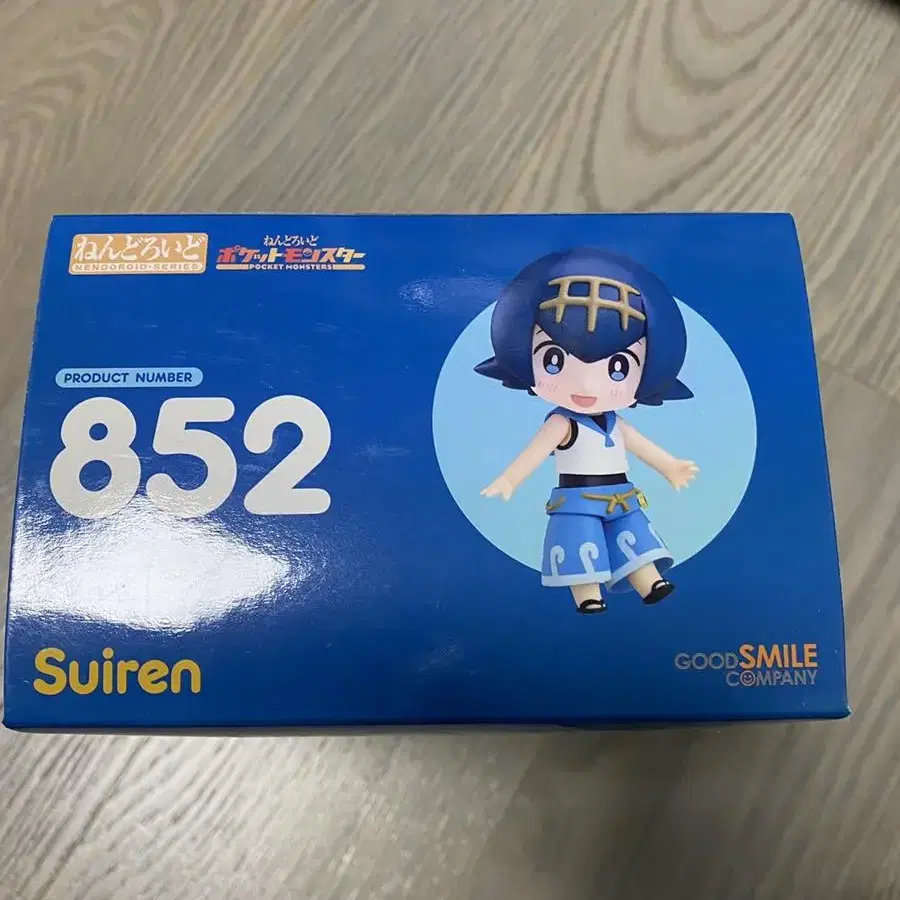 ねんどろいど
NENDOROID-SERIES
ねんどろいど
ポケットモンスター
POCKET MONSTERS
PRODUCT NUMBER
852
Suiren
GOOD SMILE
COMPANY